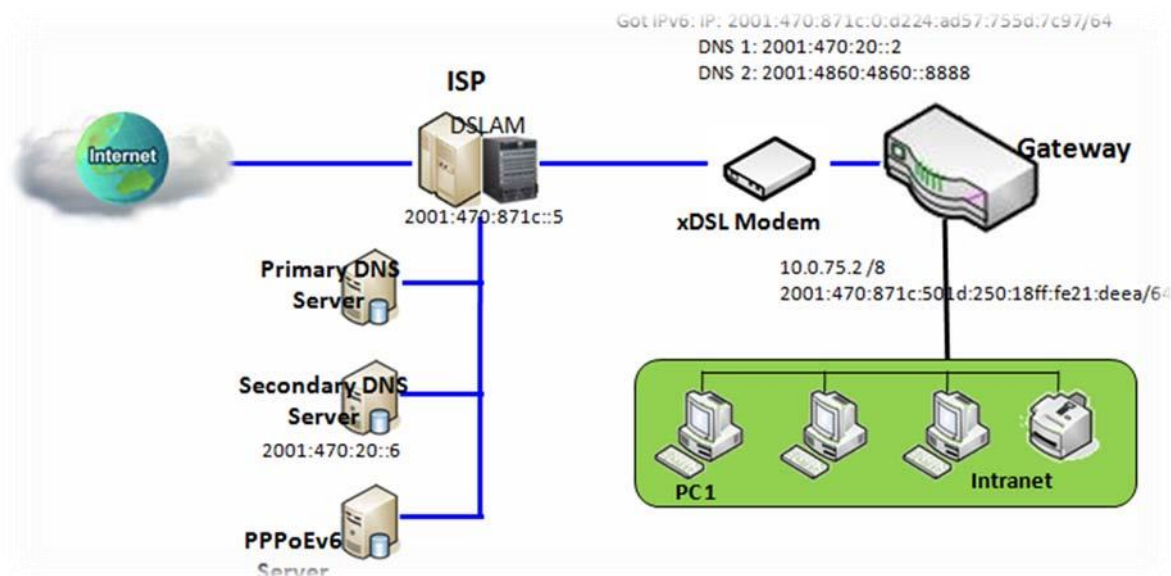 Got IPv6: IP: 2001:470:871c:0:d224:ad57:755d:7c97/64
DNS 1: 2001:470:20::2
DNS 2: 2001:4860:4860::8888
ISP
DSLAM
Internet
Gateway
2001:470:871c::5
xDSL Modem
Primary DNS
Server
10.0.75.2 /8
2001:470:871c:501d:250:18ff:fe21:deea/64
Secondary DNS
Server
2001:470:20::6
PC1
Intranet
PPPoEv6
Server